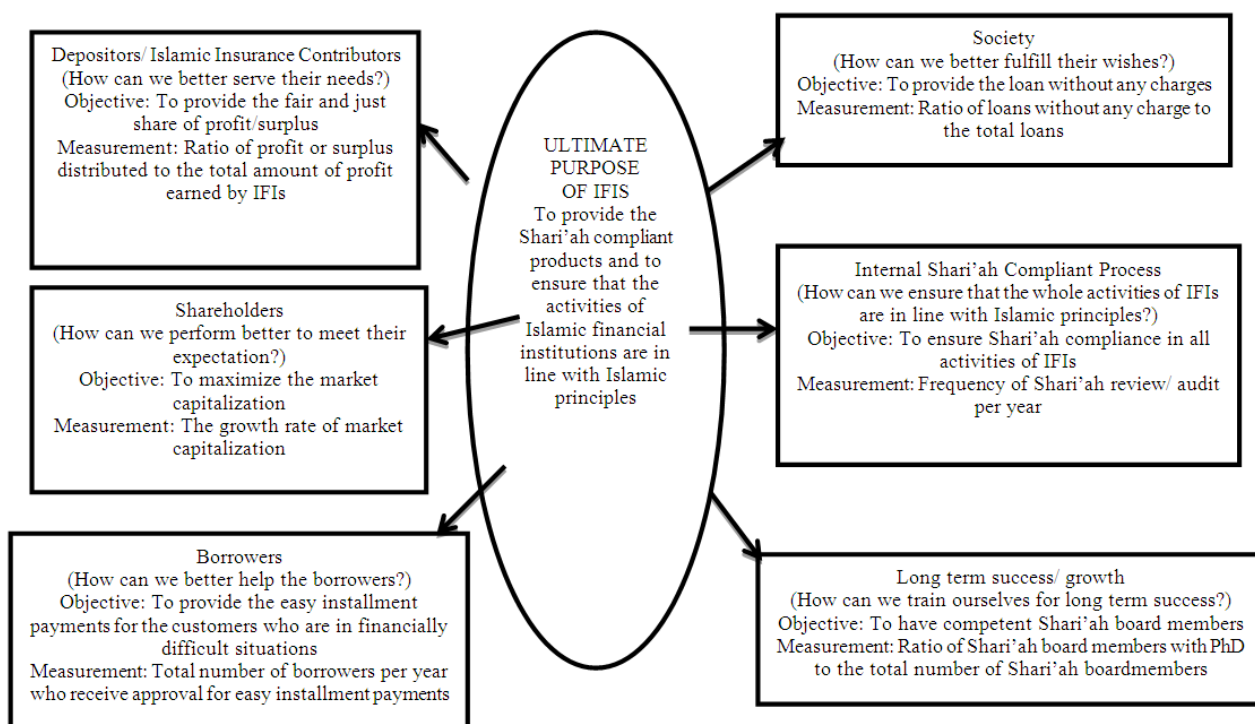 Depositors/ Islamic Insurance Contributors
(How can we better serve their needs?)
Objective: To provide the fair and just
share of profit/surplus
Measurement: Ratio of profit or surplus
distributed to the total amount of profit
earned by IFIs
Shareholders
(How can we perform better to meet their
expectation?)
Objective: To maximize the market
capitalization
Measurement: The growth rate of market
capitalization
Borrowers
(How can we better help the borrowers?)
Objective: To provide the easy installment
payments for the customers who are in financially
difficult situations
Measurement: Total number of borrowers per year
who receive approval for easy installment payments
ULTIMATE
PURPOSE
OF IFIS
To provide the
Shari’ah compliant
products and to
ensure that the
activities of
Islamic financial
institutions are in
line with Islamic
principles
Society
(How can we better fulfill their wishes?)
Objective: To provide the loan without any charges
Measurement: Ratio of loans without any charge to
the total loans
Internal Shari’ah Compliant Process
(How can we ensure that the whole activities of IFIs
are in line with Islamic principles?)
Objective: To ensure Shari’ah compliance in all
activities of IFIs
Measurement: Frequency of Shari’ah review/ audit
per year
Long term success/ growth
(How can we train ourselves for long term success?)
Objective: To have competent Shari’ah board members
Measurement: Ratio of Shari’ah board members with PhD
to the total number of Shari’ah boardmembers